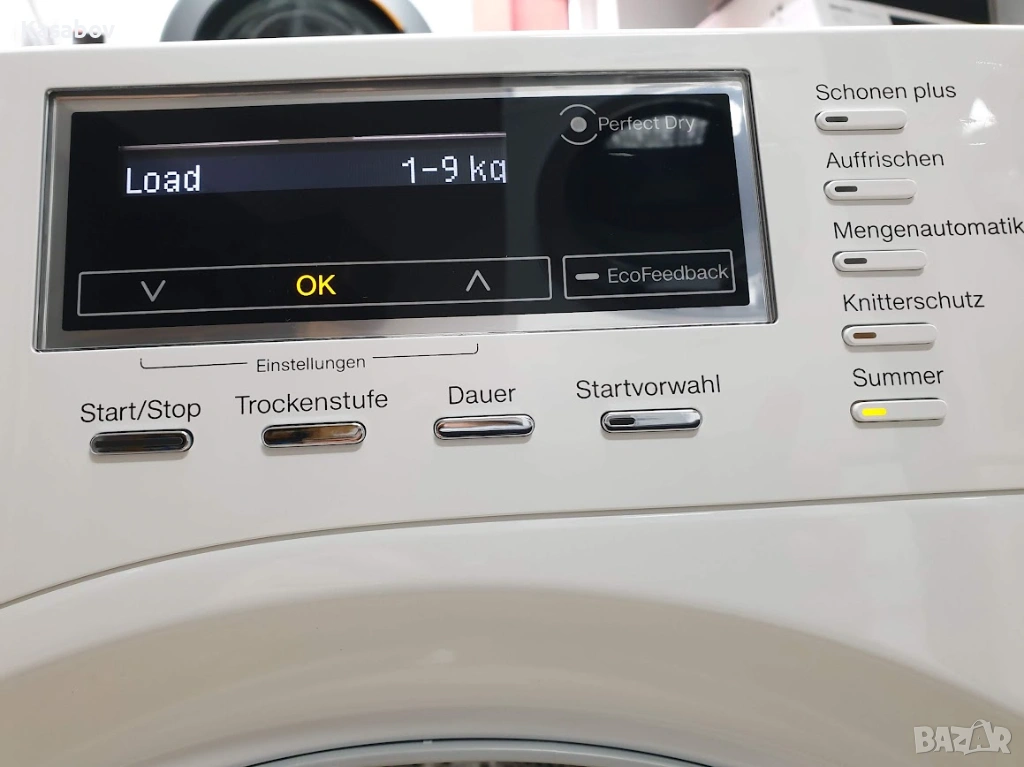 Kasabov
Load 1-9 kg
Perfect Dry
OK
EcoFeedback
Einstellungen
Start/Stop
Trockenstufe
Dauer
Startvorwahl
Schonen plus
Auffrischen
Mengenautomatik
Knitterschutz
Summer
BAZAR